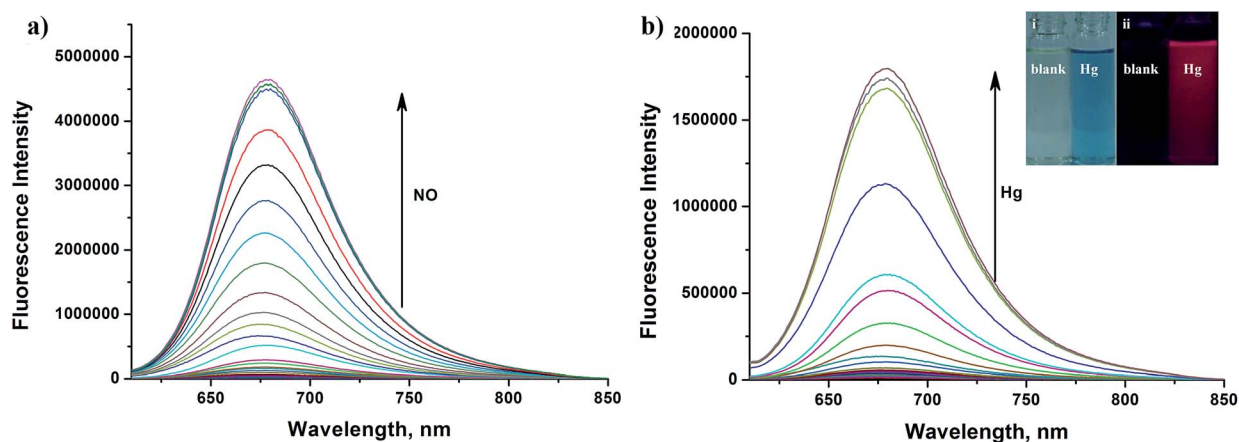 a)
Fluorescence Intensity
5000000
4000000
3000000
2000000
1000000
0
NO
650 700 750 800 850
Wavelength, nm
b)
Fluorescence Intensity
2000000
1500000
1000000
500000
0
Hg
i ii
blank Hg blank Hg
650 700 750 800 850
Wavelength, nm